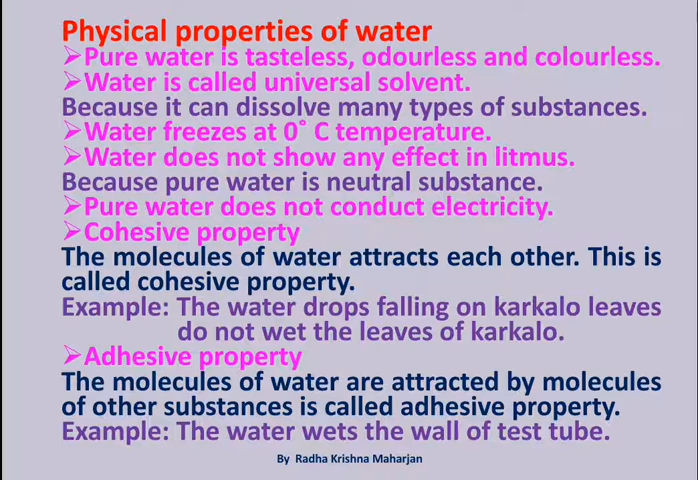 Physical properties of water
➢Pure water is tasteless, odourless and colourless.
➢Water is called universal solvent.
Because it can dissolve many types of substances.
➢Water freezes at 0˚ C temperature.
➢Water does not show any effect in litmus.
Because pure water is neutral substance.
➢Pure water does not conduct electricity.
➢Cohesive property
The molecules of water attracts each other. This is
called cohesive property.
Example: The water drops falling on karkalo leaves
do not wet the leaves of karkalo.
➢Adhesive property
The molecules of water are attracted by molecules
of other substances is called adhesive property.
Example: The water wets the wall of test tube.
By Radha Krishna Maharjan